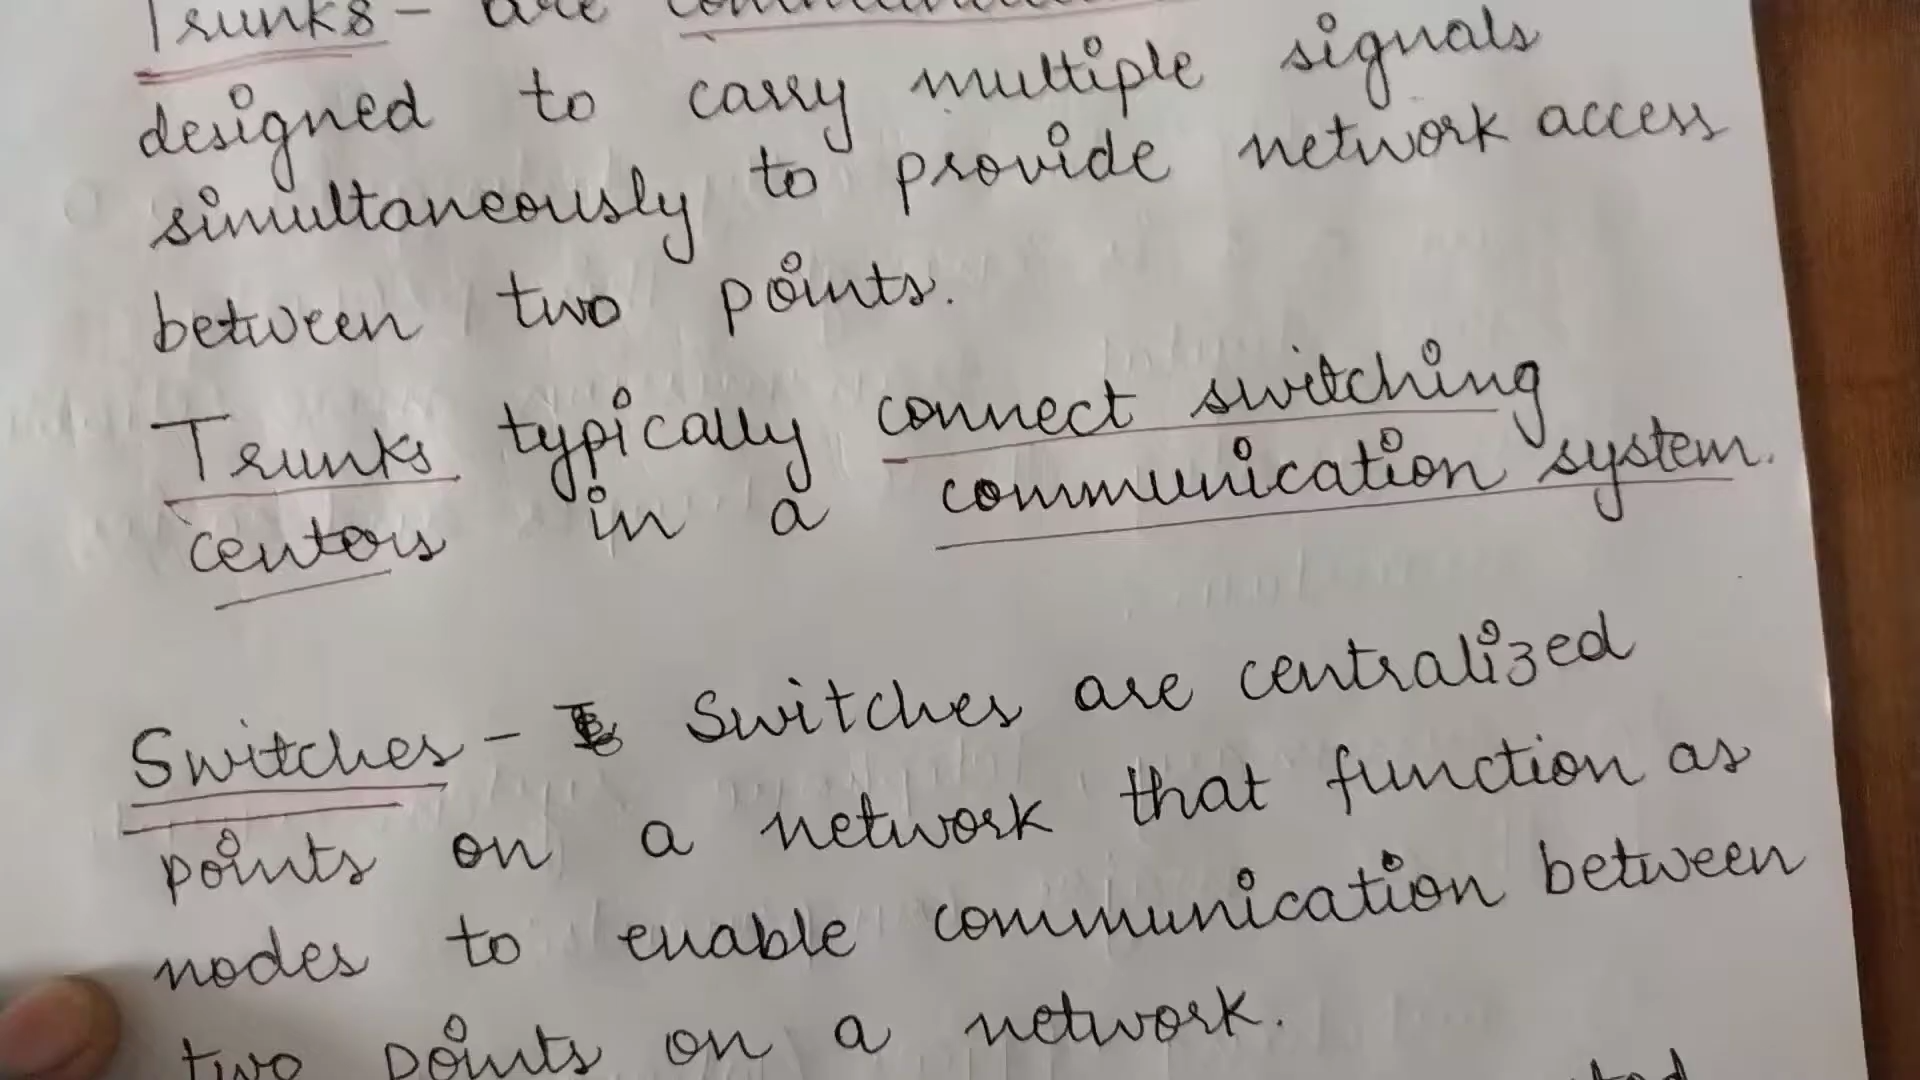 Trunks - are
designed to carry multiple signals
simultaneously to provide network access
between two points.
Trunks typically connect switching
centers in a communication system.
Switches - Switches are centralized
points on a network that function as
nodes to enable communication between
two points on a network.